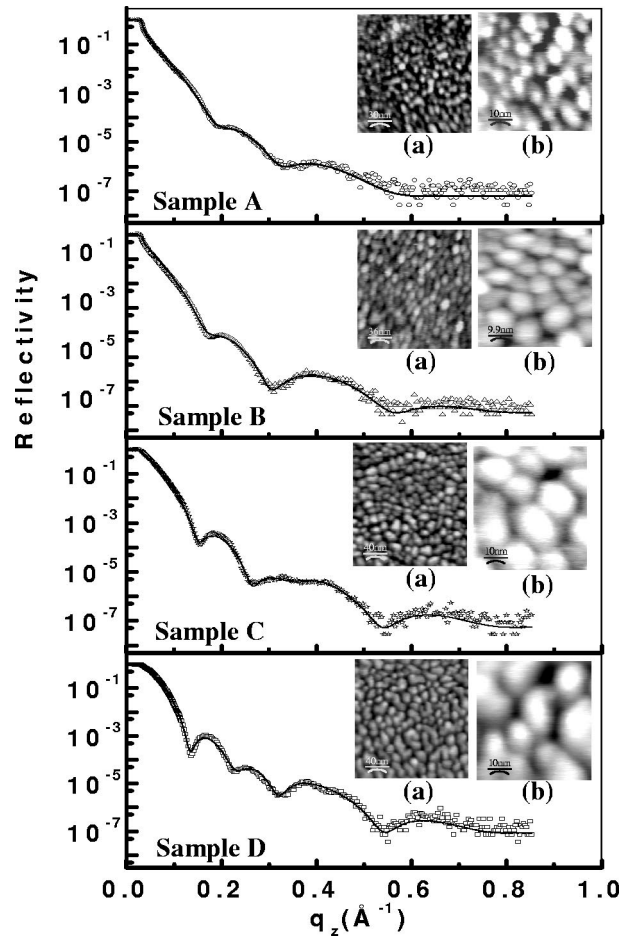 Reflectivity
10⁻¹
10⁻³
10⁻⁵
10⁻⁷
Sample A
30nm
(a)
10nm
(b)
10⁻¹
10⁻³
10⁻⁵
10⁻⁷
Sample B
36nm
(a)
9.9nm
(b)
10⁻¹
10⁻³
10⁻⁵
10⁻⁷
Sample C
40nm
(a)
10nm
(b)
10⁻¹
10⁻³
10⁻⁵
10⁻⁷
Sample D
40nm
(a)
10nm
(b)
0.0 0.2 0.4 0.6 0.8 1.0
q_z(Å⁻¹)